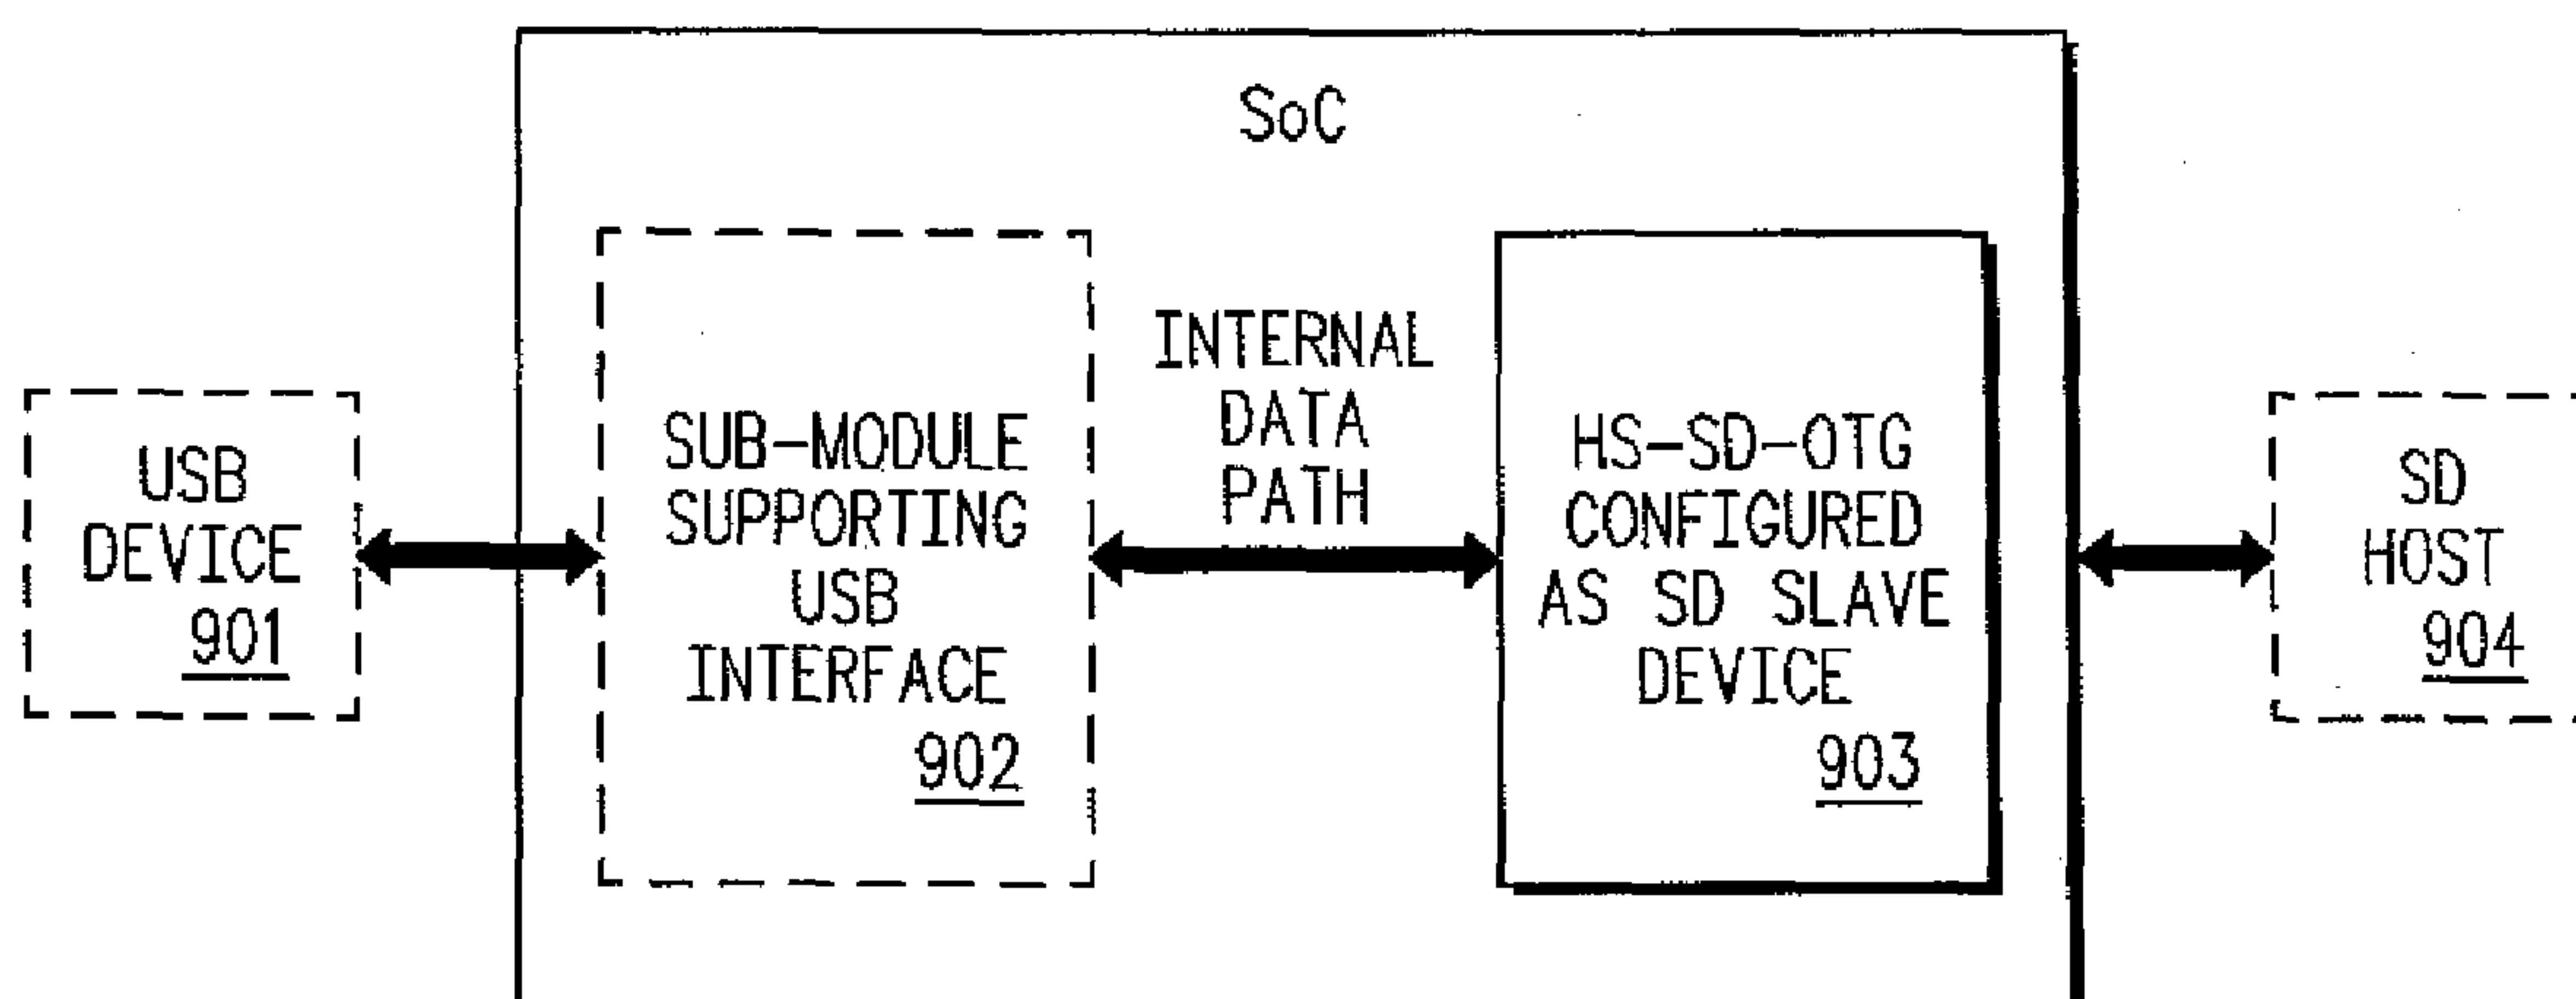 SoC
USB
DEVICE
901
SUB-MODULE
SUPPORTING
USB
INTERFACE
902
INTERNAL
DATA
PATH
HS-SD-OTG
CONFIGURED
AS SD SLAVE
DEVICE
903
SD
HOST
904